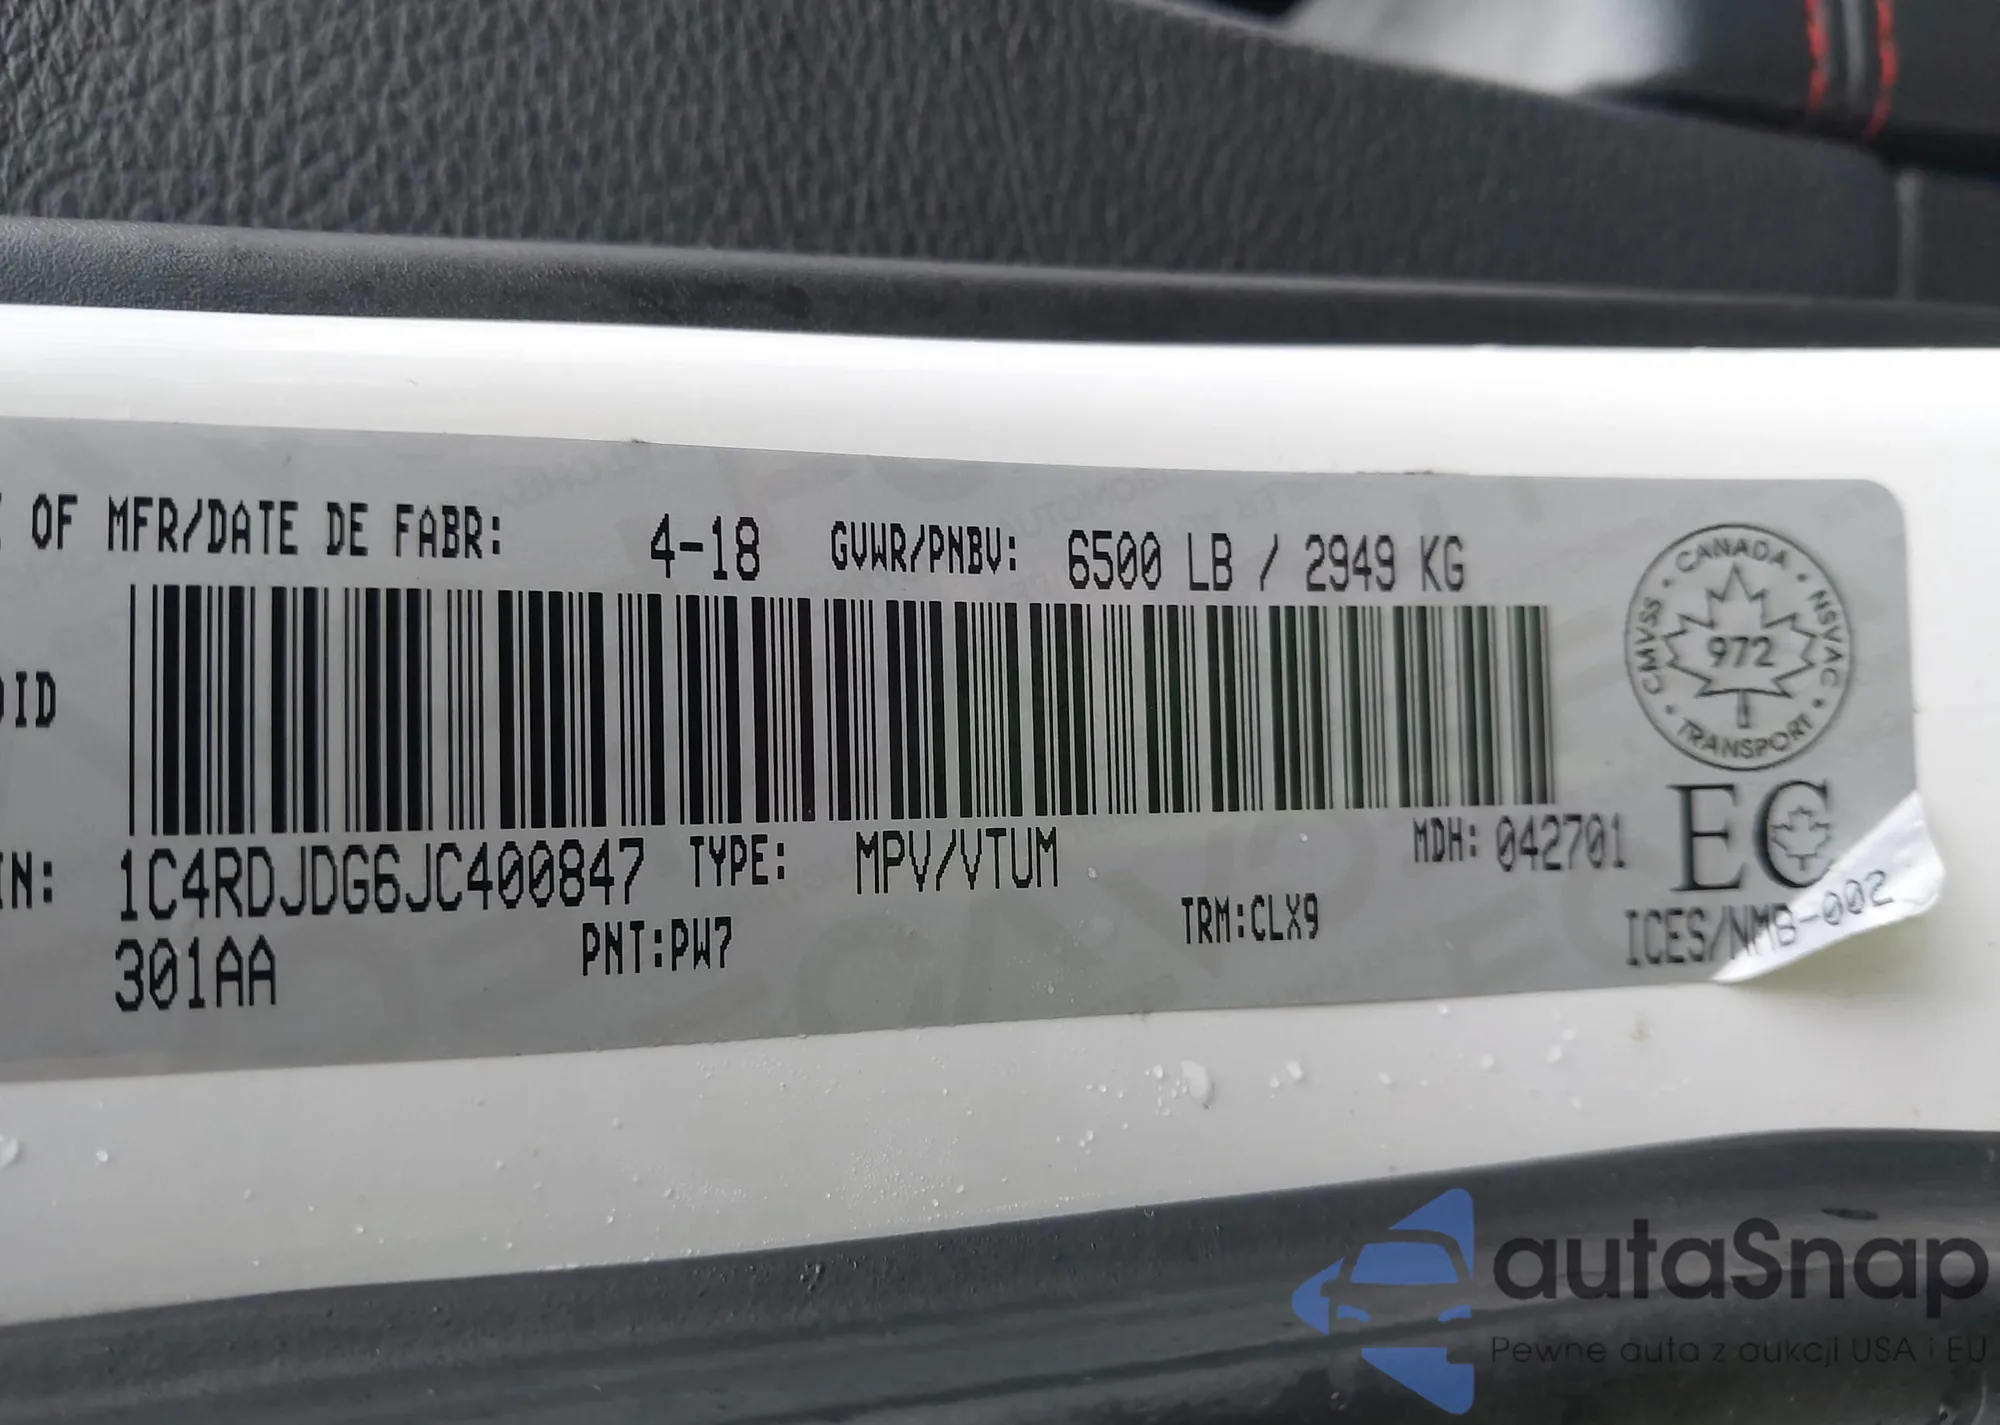 OF MFR/DATE DE FABR: 4-18 GVWR/PNBV: 6500 LB / 2949 KG
CANADA · NSVAC · TRANSPORT · CMVSS
972
EC
IN: 1C4RDJDG6JC400847 TYPE: MPV/VTUM MDH: 042701
301AA PNT:PW7 TRM:CLX9 ICES/NMB-002
autaSnap
Pewne auta z aukcji USA i EU